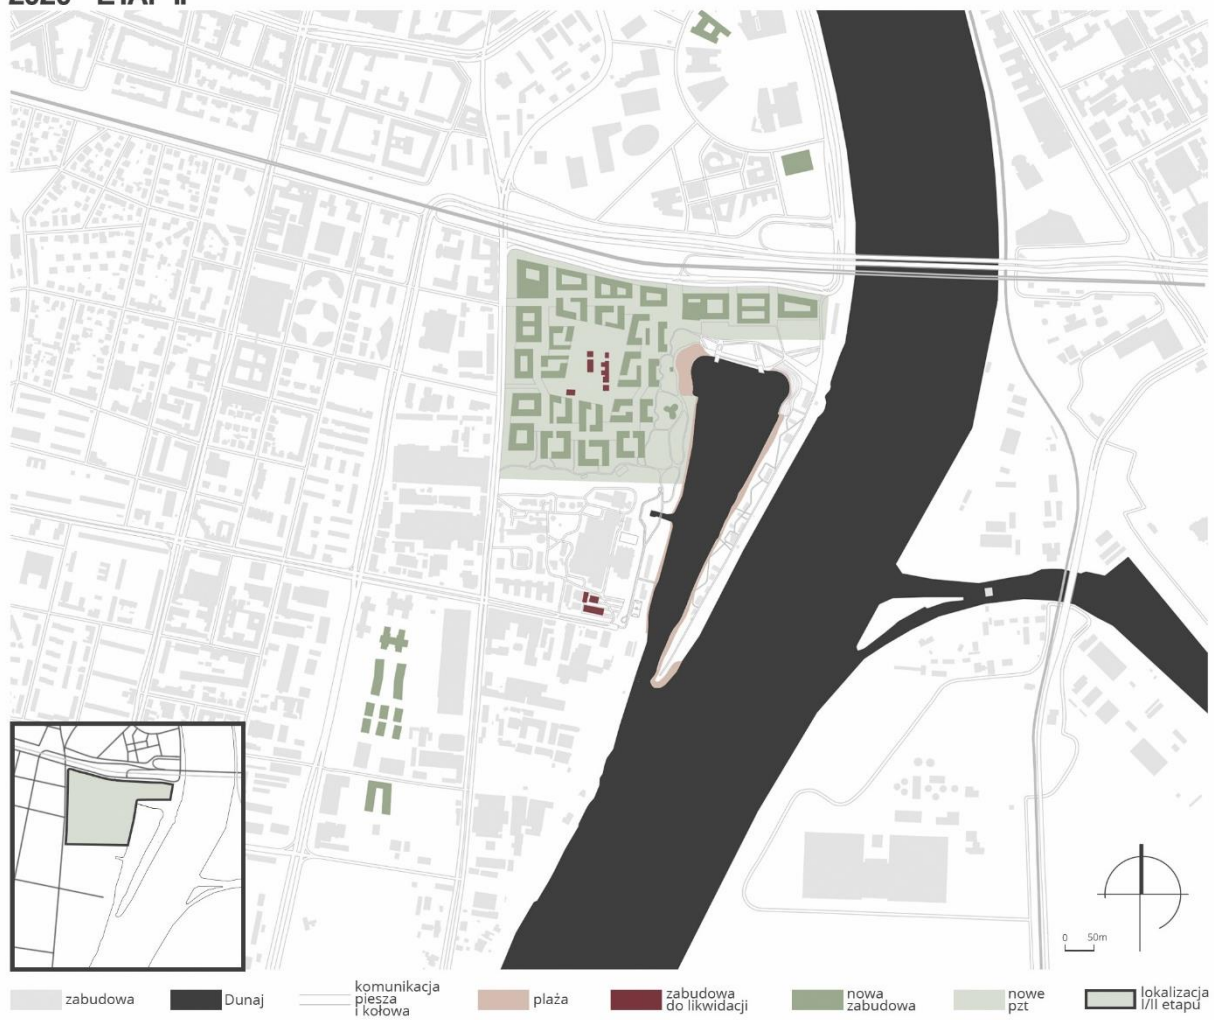 0 50m
zabudowa
Dunaj
komunikacja
piesza
i kołowa
plaża
zabudowa
do likwidacji
nowa
zabudowa
nowe
pzt
lokalizacja
I/II etapu